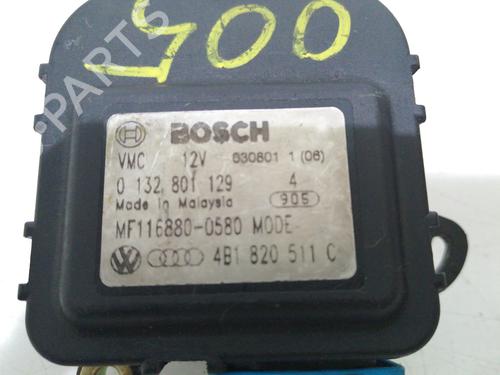 500
BOSCH
VMC 12V 030801 1 (06)
0 132 801 129 4
Made in Malaysia 905
MF116880-0580 MODE
4B1 820 511 C